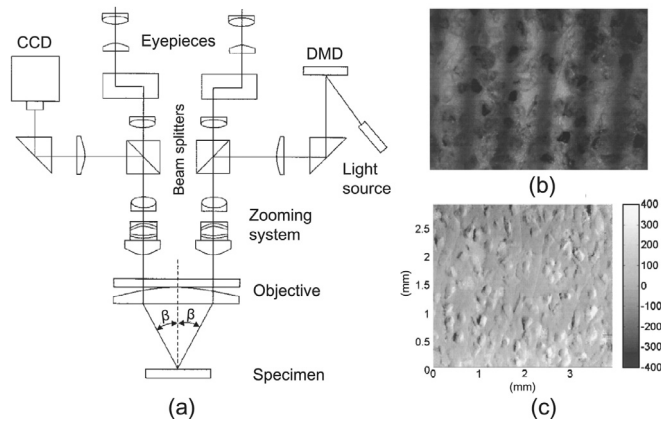 CCD
Eyepieces
DMD
Beam splitters
Light
source
Zooming
system
Objective
β β
Specimen
(a)
(b)
2.5
2
1.5
1
0.5
0
(mm)
0 1 2 3
(mm)
400
300
200
100
0
-100
-200
-300
-400
(c)